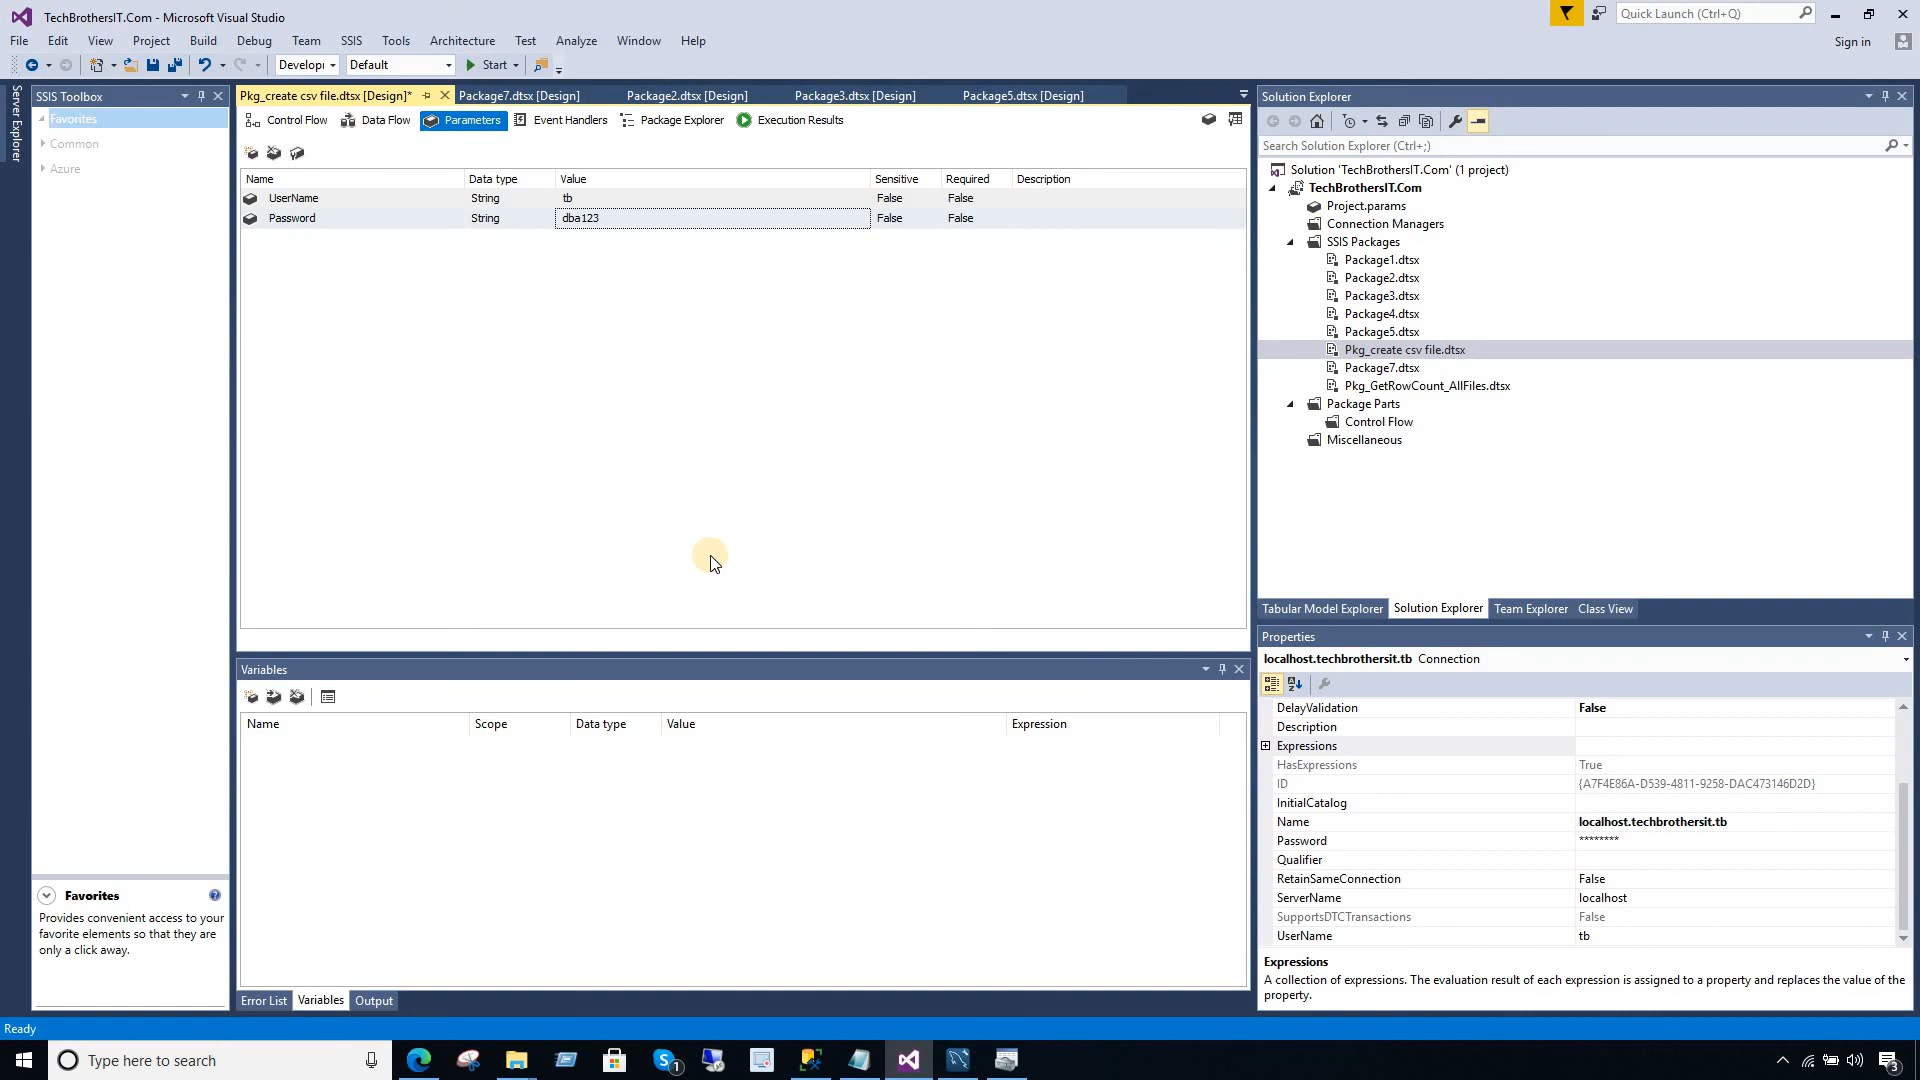 TechBrothersIT.Com - Microsoft Visual Studio
Quick Launch (Ctrl+Q)
File Edit View Project Build Debug Team SSIS Tools Architecture Test Analyze Window Help
Sign in
Develop Default Start
Server Explorer
SSIS Toolbox
Favorites
Common
Azure
Favorites
Provides convenient access to your
favorite elements so that they are
only a click away.
Pkg_create csv file.dtsx [Design]* Package7.dtsx [Design] Package2.dtsx [Design] Package3.dtsx [Design] Package5.dtsx [Design]
Control Flow Data Flow Parameters Event Handlers Package Explorer Execution Results
Name Data type Value Sensitive Required Description
UserName String tb False False
Password String dba123 False False
Variables
Name Scope Data type Value Expression
Error List Variables Output
Solution Explorer
Search Solution Explorer (Ctrl+;)
Solution 'TechBrothersIT.Com' (1 project)
TechBrothersIT.Com
Project.params
Connection Managers
SSIS Packages
Package1.dtsx
Package2.dtsx
Package3.dtsx
Package4.dtsx
Package5.dtsx
Pkg_create csv file.dtsx
Package7.dtsx
Pkg_GetRowCount_AllFiles.dtsx
Package Parts
Control Flow
Miscellaneous
Tabular Model Explorer Solution Explorer Team Explorer Class View
Properties
localhost.techbrothersit.tb Connection
DelayValidation False
Description
Expressions
HasExpressions True
ID {A7F4E86A-D539-4811-9258-DAC473146D2D}
InitialCatalog
Name localhost.techbrothersit.tb
Password ********
Qualifier
RetainSameConnection False
ServerName localhost
SupportsDTCTransactions False
UserName tb
Expressions
A collection of expressions. The evaluation result of each expression is assigned to a property and replaces the value of the
property.
Ready
Type here to search
1
3